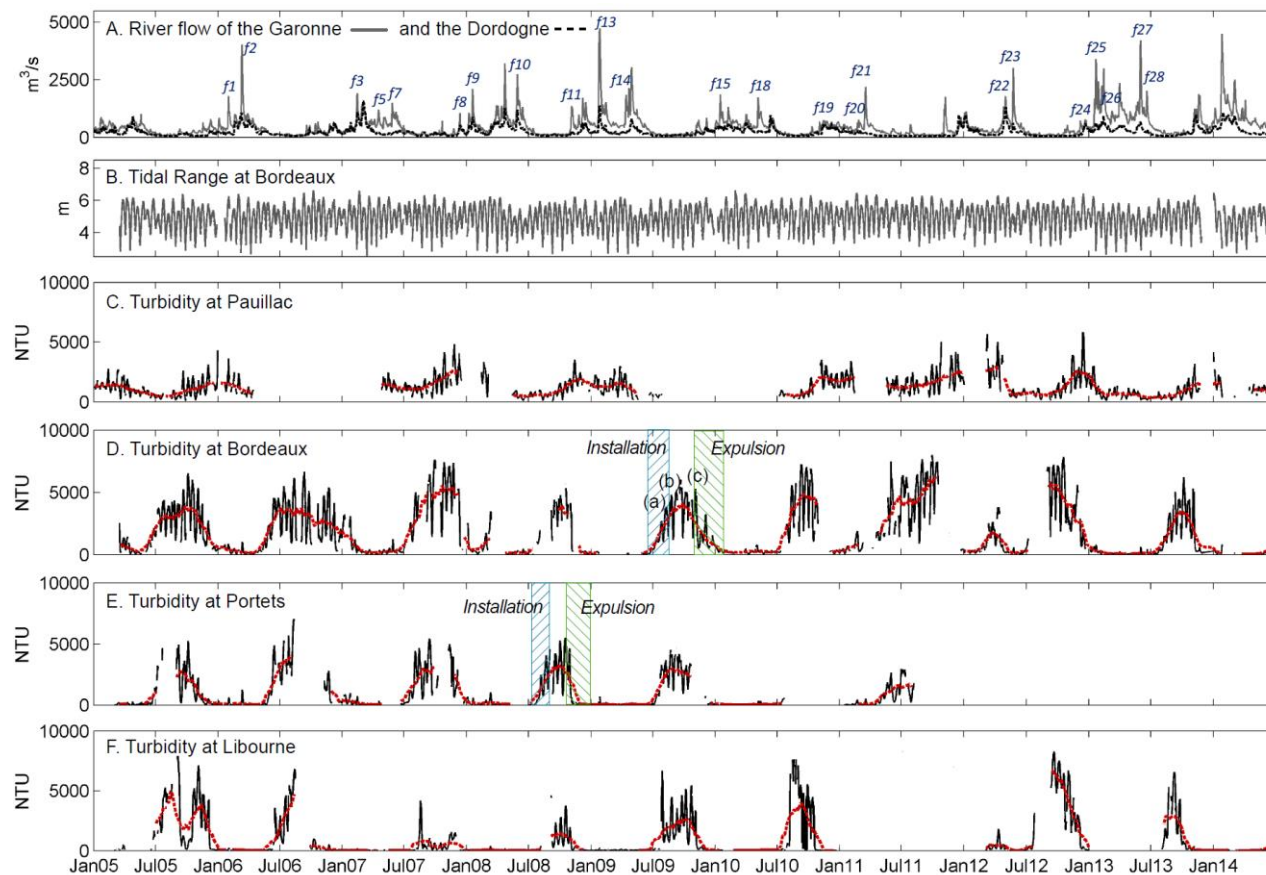 A. River flow of the Garonne and the Dordogne
5000
2500
0
m³/s
f1
f2
f3
f5
f7
f8
f9
f10
f11
f13
f14
f15
f18
f19
f20
f21
f22
f23
f24
f25
f26
f27
f28
B. Tidal Range at Bordeaux
8
6
4
m
C. Turbidity at Pauillac
10000
5000
0
NTU
D. Turbidity at Bordeaux
10000
5000
0
NTU
Installation
Expulsion
(a)
(b)
(c)
E. Turbidity at Portets
10000
5000
0
NTU
Installation
Expulsion
F. Turbidity at Libourne
10000
5000
0
NTU
Jan05 Jul05 Jan06 Jul06 Jan07 Jul07 Jan08 Jul08 Jan09 Jul09 Jan10 Jul10 Jan11 Jul11 Jan12 Jul12 Jan13 Jul13 Jan14